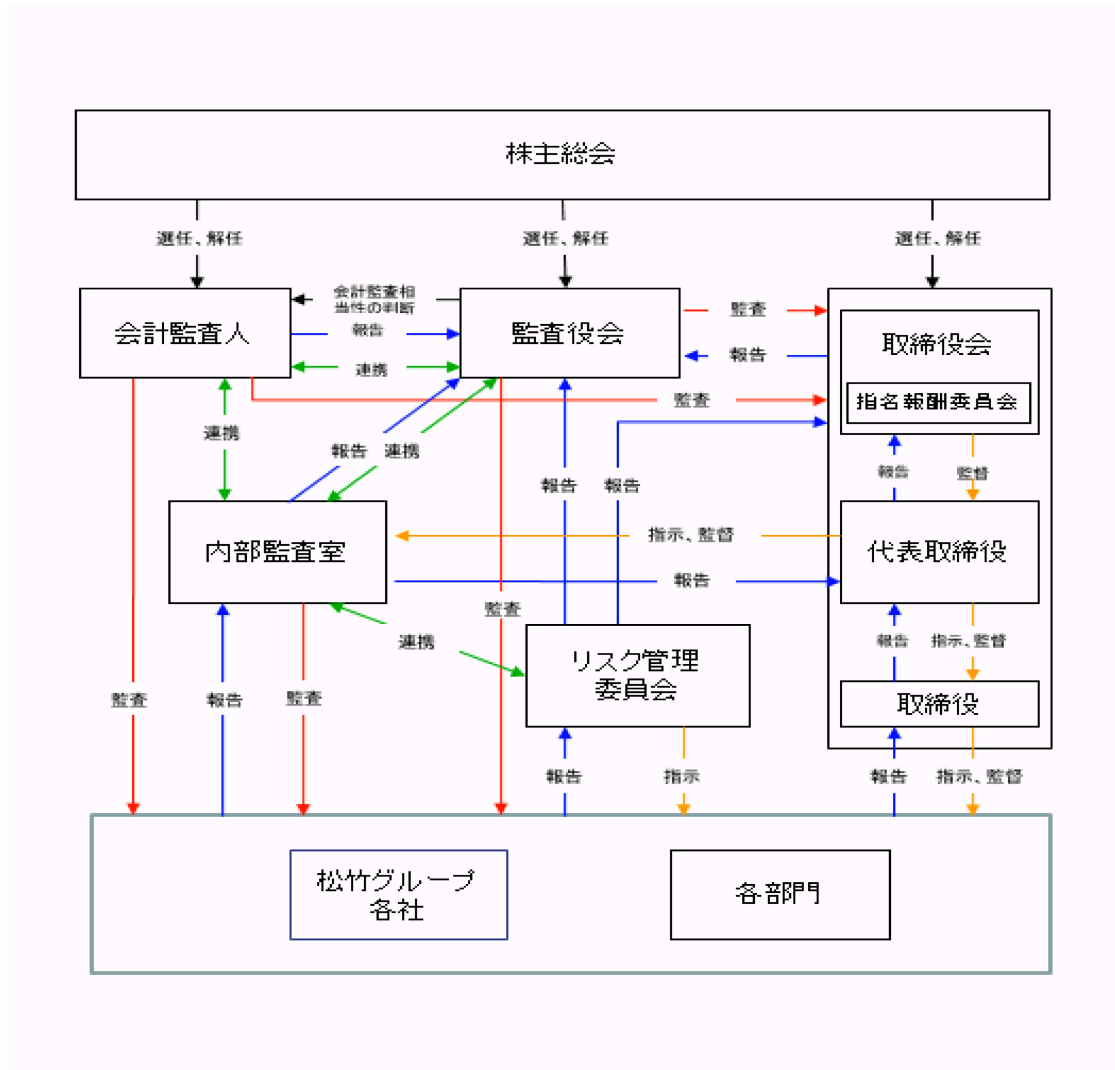 株主総会
選任、解任
選任、解任
選任、解任
会計監査人
会計監査相
当性の判断
報告
連携
監査役会
監査
報告
監査
取締役会
指名報酬委員会
連携
報告
連携
報告
報告
報告
監督
内部監査室
指示、監督
報告
代表取締役
監査
連携
リスク管理
委員会
報告
指示、監督
取締役
監査
報告
監査
報告
指示
報告
指示、監督
松竹グループ
各社
各部門